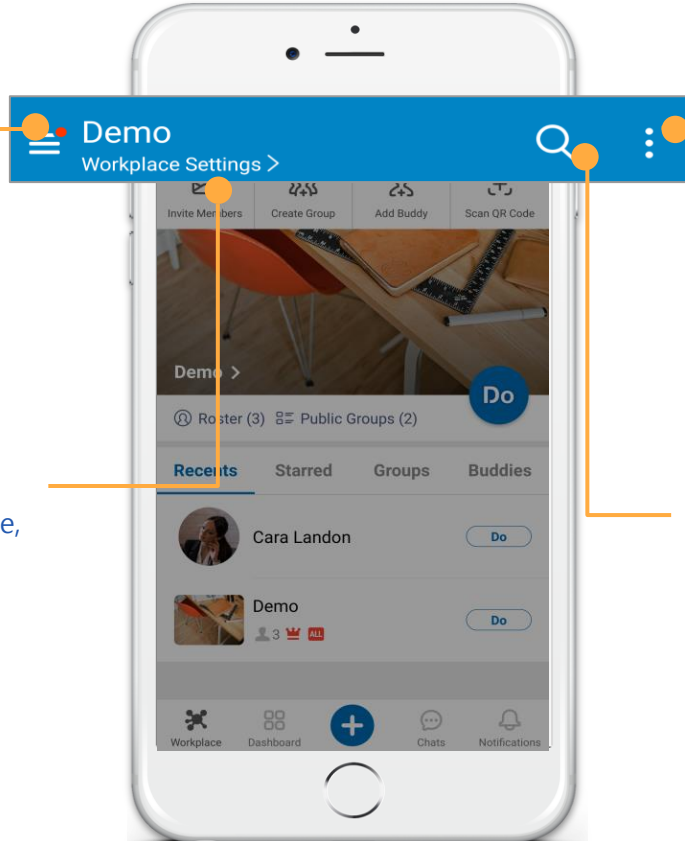 Demo
Workplace Settings >
Invite Members Create Group Add Buddy Scan QR Code
Demo >
Do
Roster (3) Public Groups (2)
Recents Starred Groups Buddies
e,
Cara Landon Do
Demo
3 ALL Do
Workplace Dashboard Chats Notifications